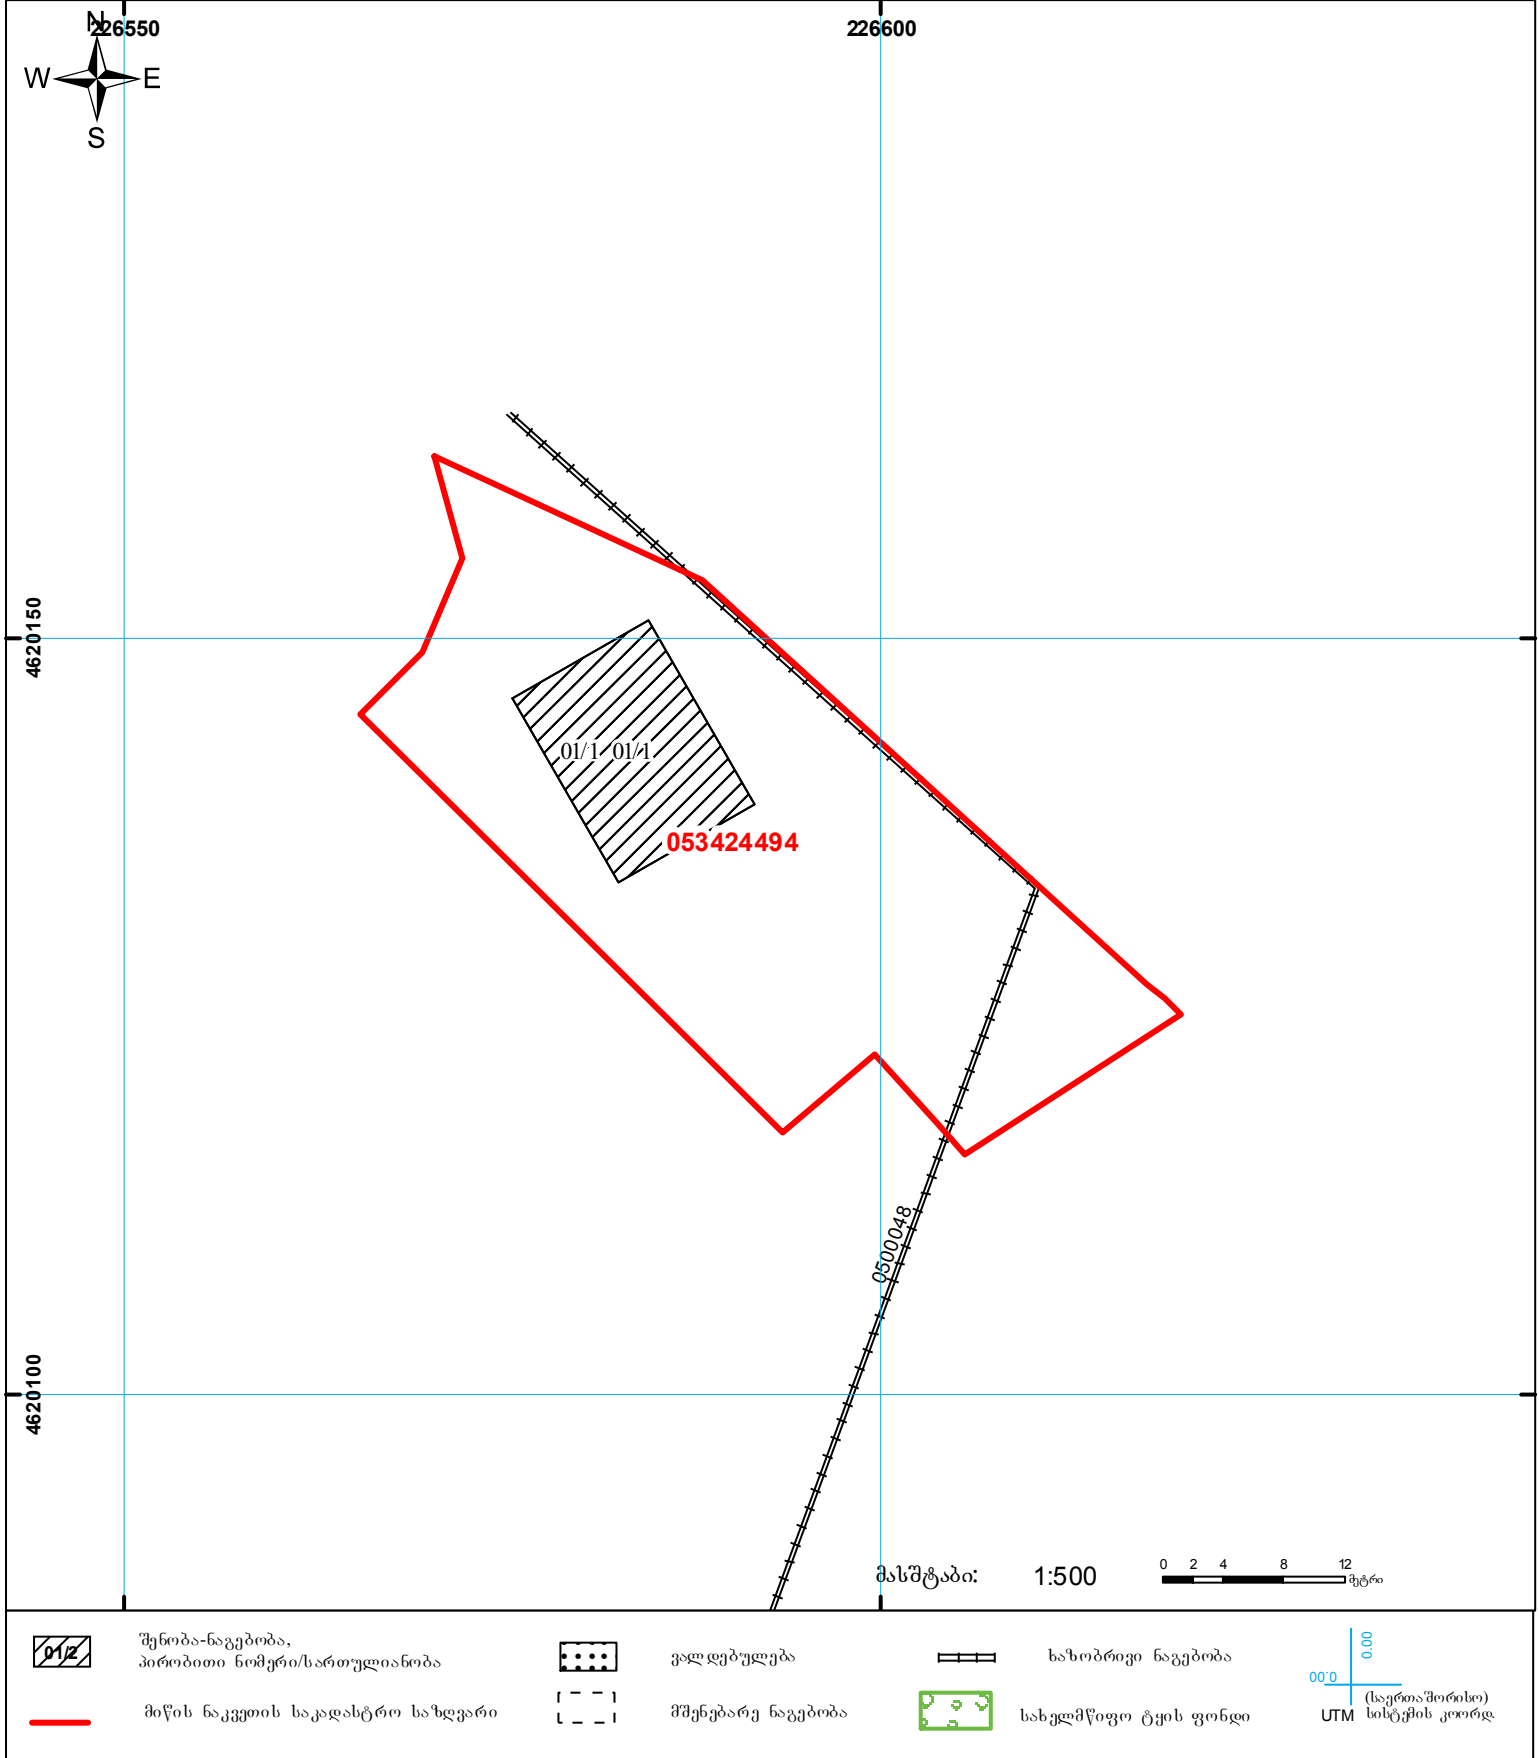 N
226550
226600
W E
S
4620150
01/1 01/1
053424494
0500048
4620100
მასშტაბი: 1:500
0 2 4 8 12
მეტრი
01/2
შენობა-ნაგებობა,
პირობითი ნომერი/სართულიანობა
ვალდებულება
ხაზობრივი ნაგებობა
00.0
00.0
მიწის ნაკვეთის საკადასტრო საზღვარი
მშენებარე ნაგებობა
სახელმწიფო ტყის ფონდი
(საერთაშორისო)
UTM სისტემის კოორდ.